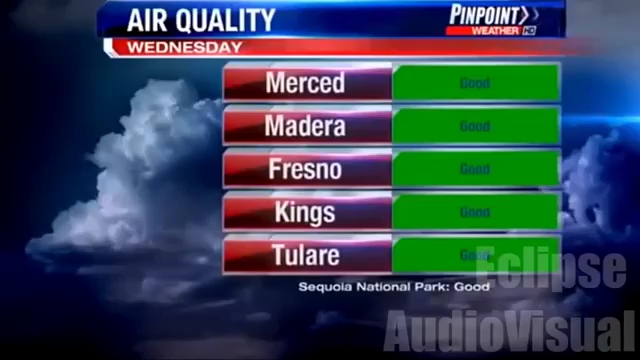 AIR QUALITY
PINPOINT
WEATHER HD
WEDNESDAY
Merced Good
Madera Good
Fresno Good
Kings Good
Tulare Good
Sequoia National Park: Good
Eclipse
AudioVisual